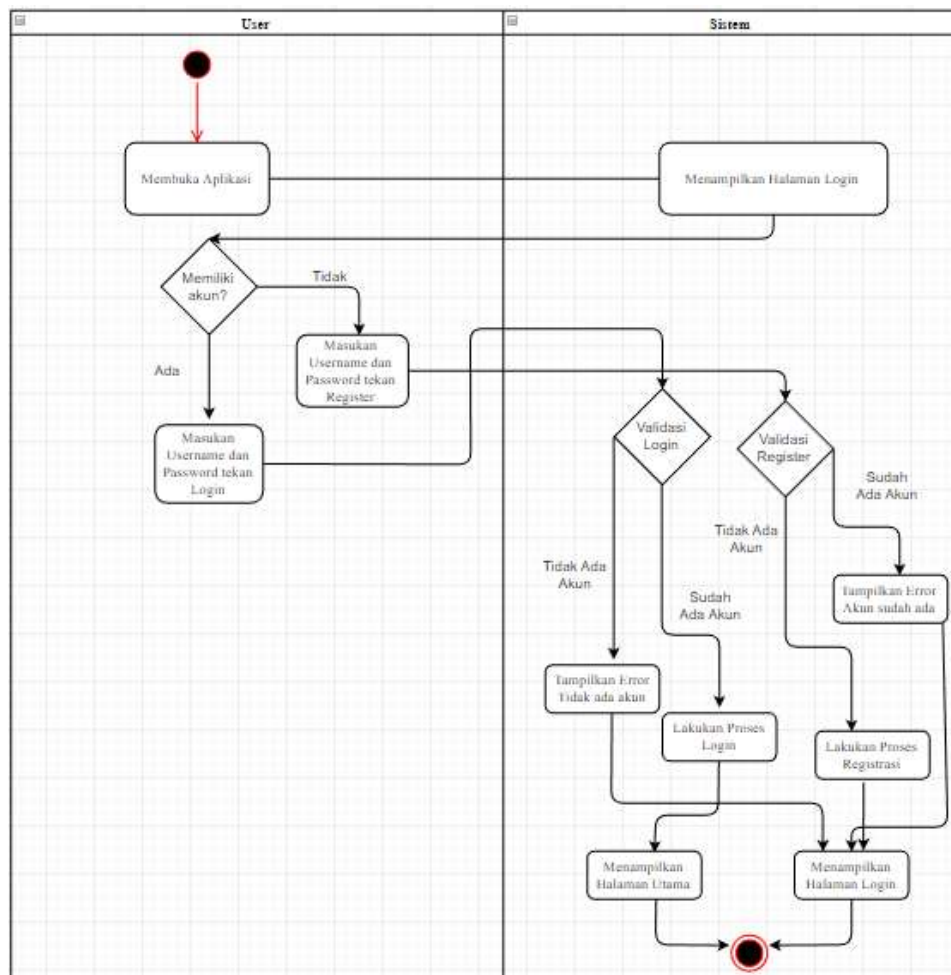 User
Sistem
Membuka Aplikasi
Menampilkan Halaman Login
Memiliki
akun?
Tidak
Ada
Masukan
Username dan
Password tekan
Register
Masukan
Username dan
Password tekan
Login
Validasi
Login
Validasi
Register
Sudah
Ada Akun
Tidak Ada
Akun
Tidak Ada
Akun
Sudah
Ada Akun
Tampilkan Error
Akun sudah ada
Tampilkan Error
Tidak ada akun
Lakukan Proses
Login
Lakukan Proses
Registrasi
Menampilkan
Halaman Utama
Menampilkan
Halaman Login